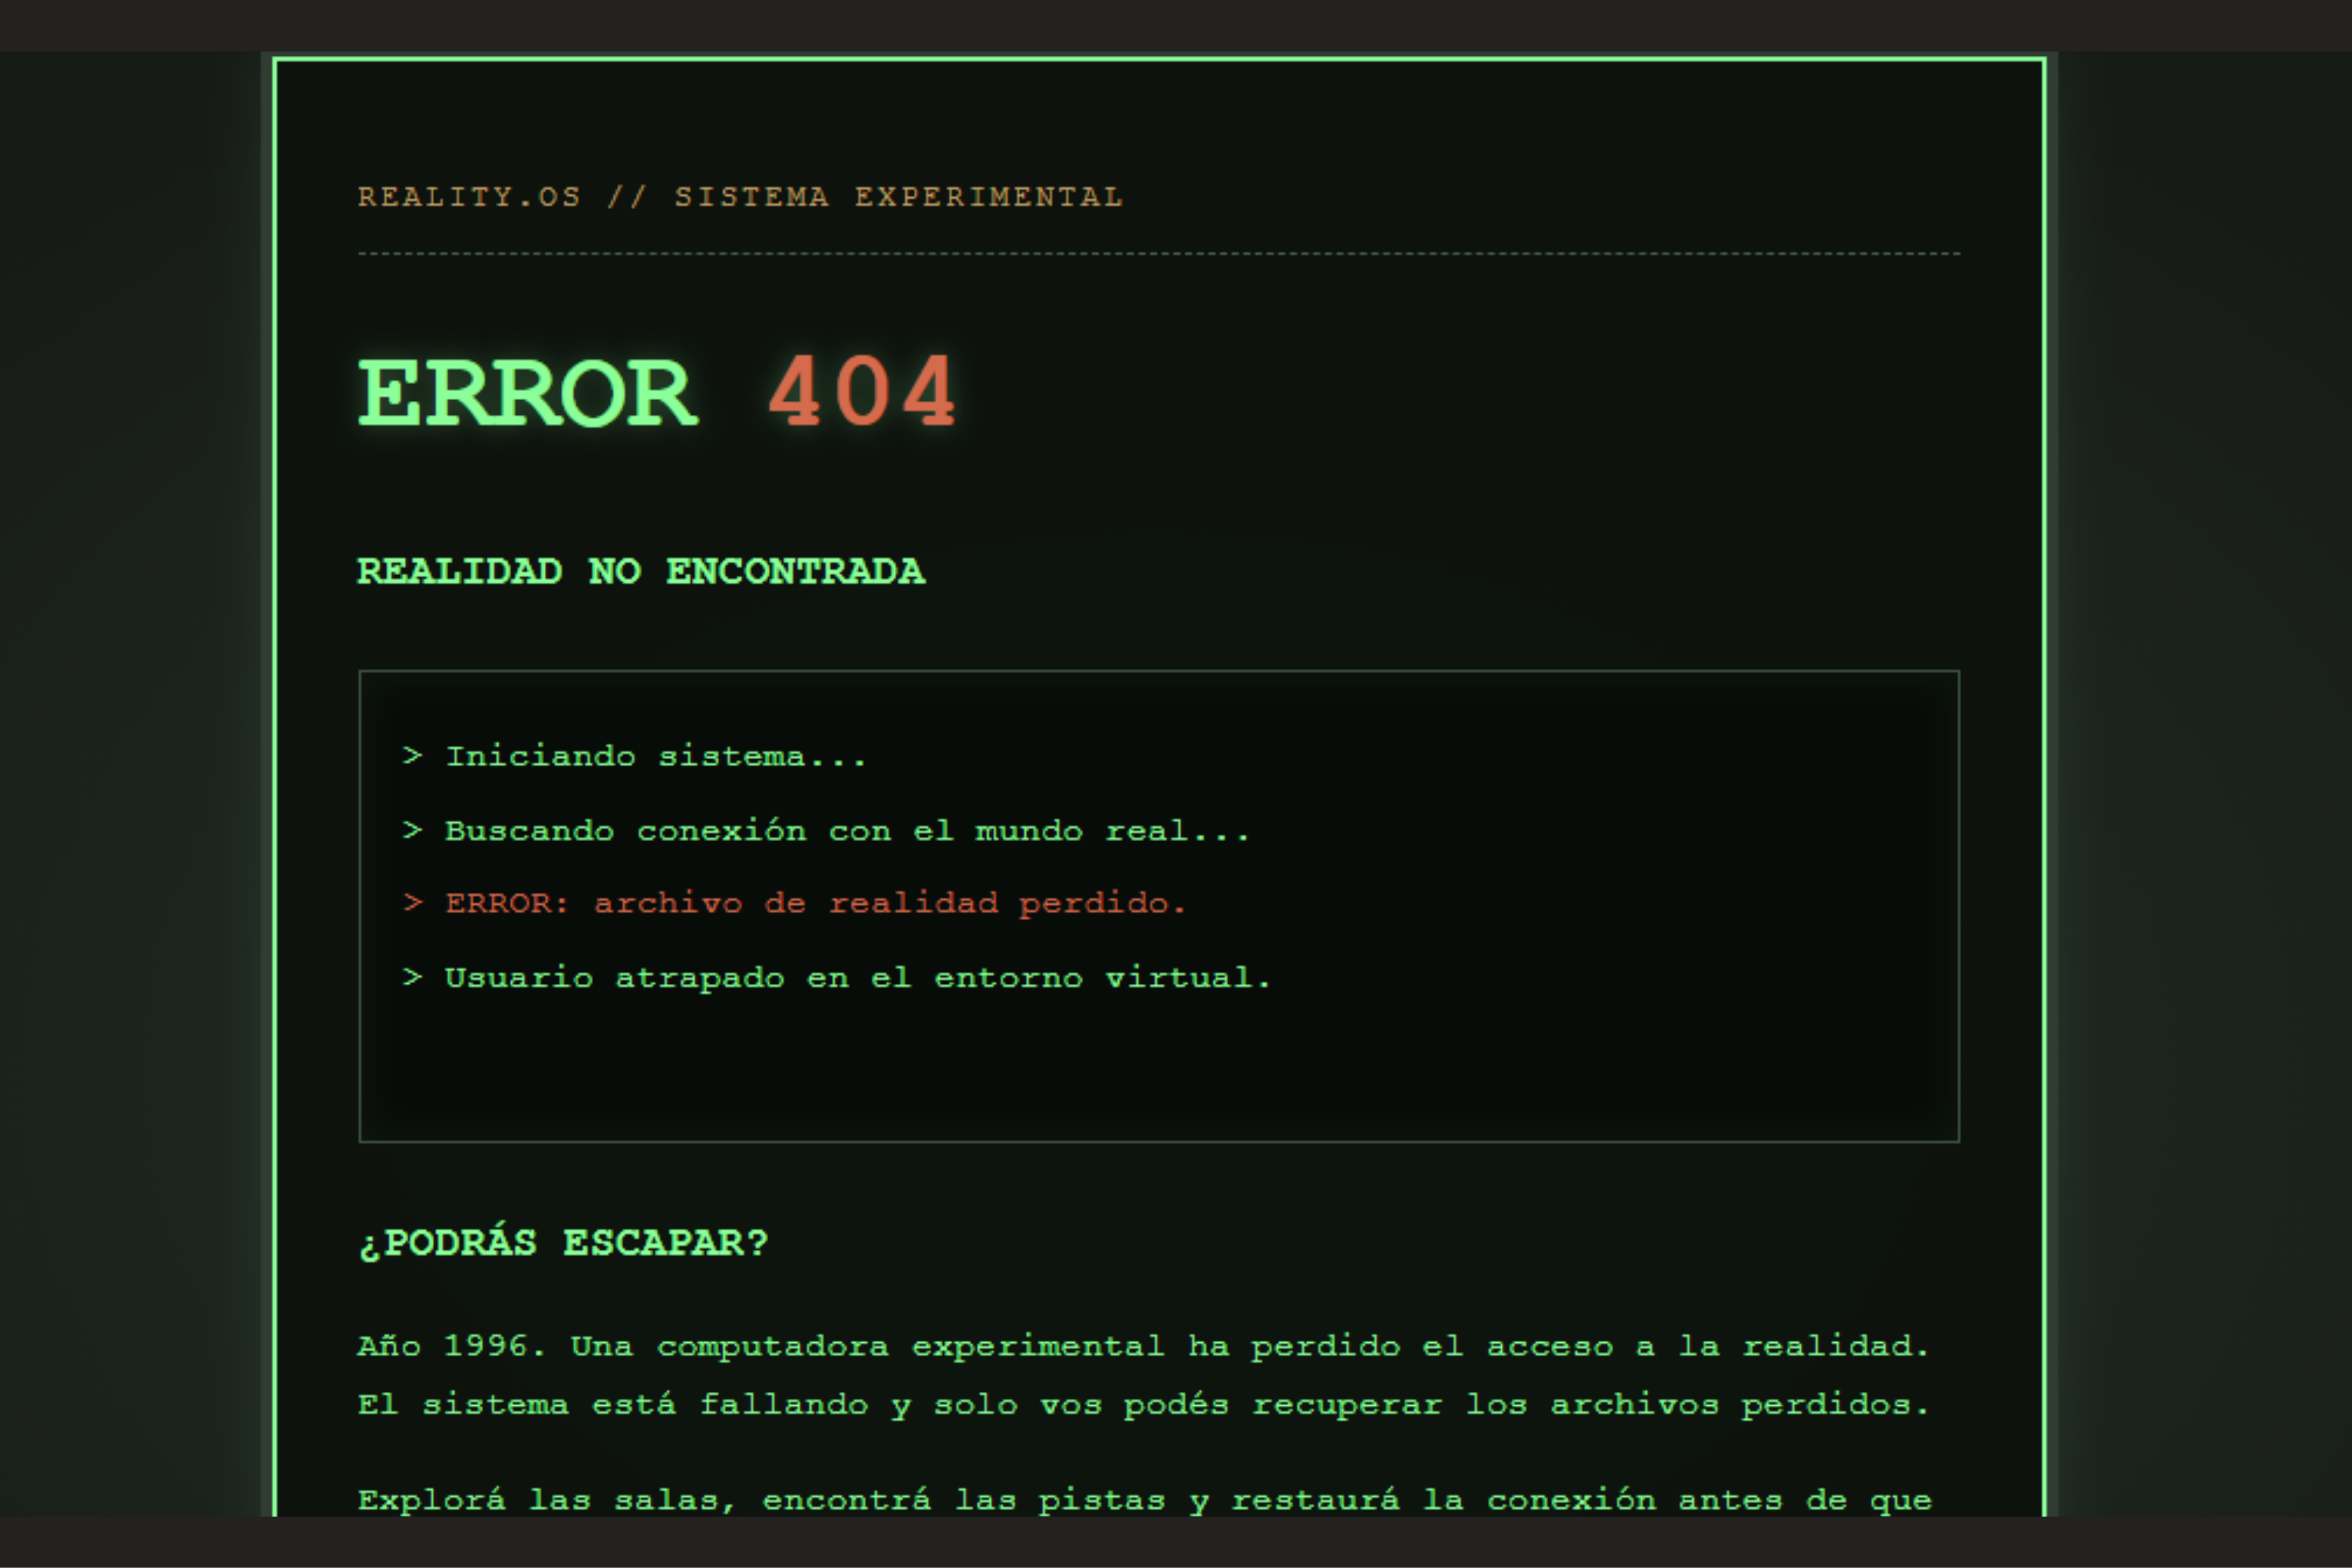 REALITY.OS // SISTEMA EXPERIMENTAL
ERROR 404
REALIDAD NO ENCONTRADA
> Iniciando sistema...
> Buscando conexión con el mundo real...
> ERROR: archivo de realidad perdido.
> Usuario atrapado en el entorno virtual.
¿PODRÁS ESCAPAR?
Año 1996. Una computadora experimental ha perdido el acceso a la realidad.
El sistema está fallando y solo vos podés recuperar los archivos perdidos.
Explorá las salas, encontrá las pistas y restaurá la conexión antes de que